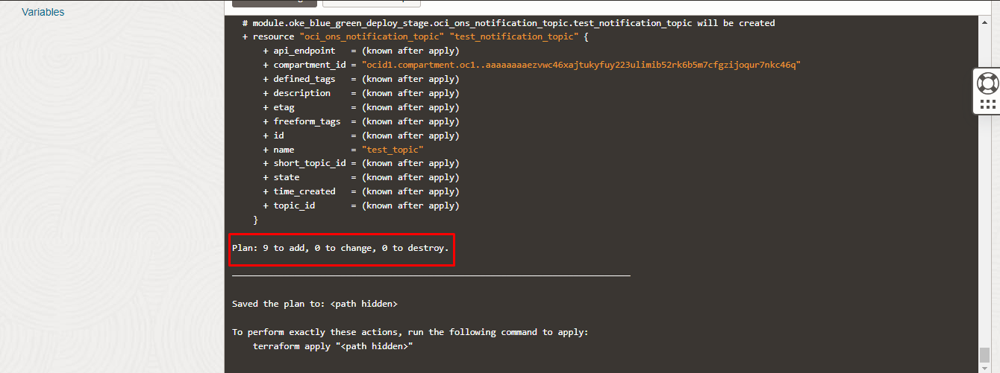 Variables
# module.oke_blue_green_deploy_stage.oci_ons_notification_topic.test_notification_topic will be created
+ resource "oci_ons_notification_topic" "test_notification_topic" {
+ api_endpoint = (known after apply)
+ compartment_id = "ocid1.compartment.oc1..aaaaaaaaezvwc46xajtukyfuy223ulimib52rk6b5m7cfgzijoqur7nkc46q"
+ defined_tags = (known after apply)
+ description = (known after apply)
+ etag = (known after apply)
+ freeform_tags = (known after apply)
+ id = (known after apply)
+ name = "test_topic"
+ short_topic_id = (known after apply)
+ state = (known after apply)
+ time_created = (known after apply)
+ topic_id = (known after apply)
}
Plan: 9 to add, 0 to change, 0 to destroy.
Saved the plan to: <path hidden>
To perform exactly these actions, run the following command to apply:
terraform apply "<path hidden>"